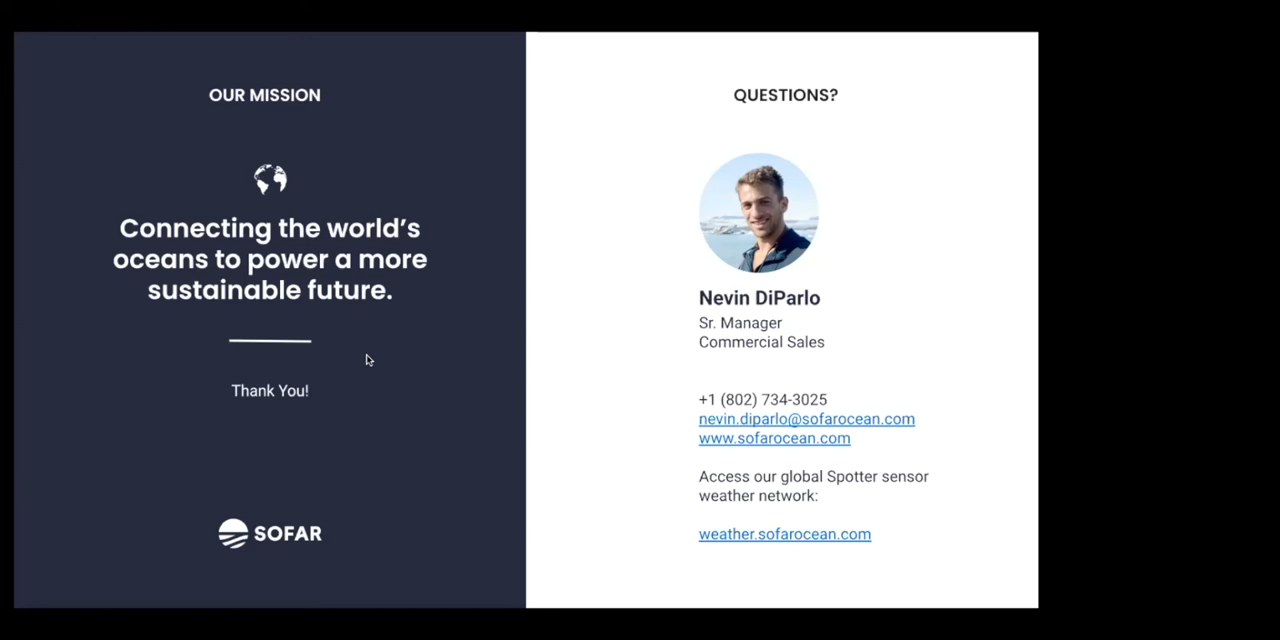 OUR MISSION
Connecting the world's
oceans to power a more
sustainable future.
Thank You!
SOFAR
QUESTIONS?
Nevin DiParlo
Sr. Manager
Commercial Sales
+1 (802) 734-3025
nevin.diparlo@sofarocean.com
www.sofarocean.com
Access our global Spotter sensor
weather network:
weather.sofarocean.com